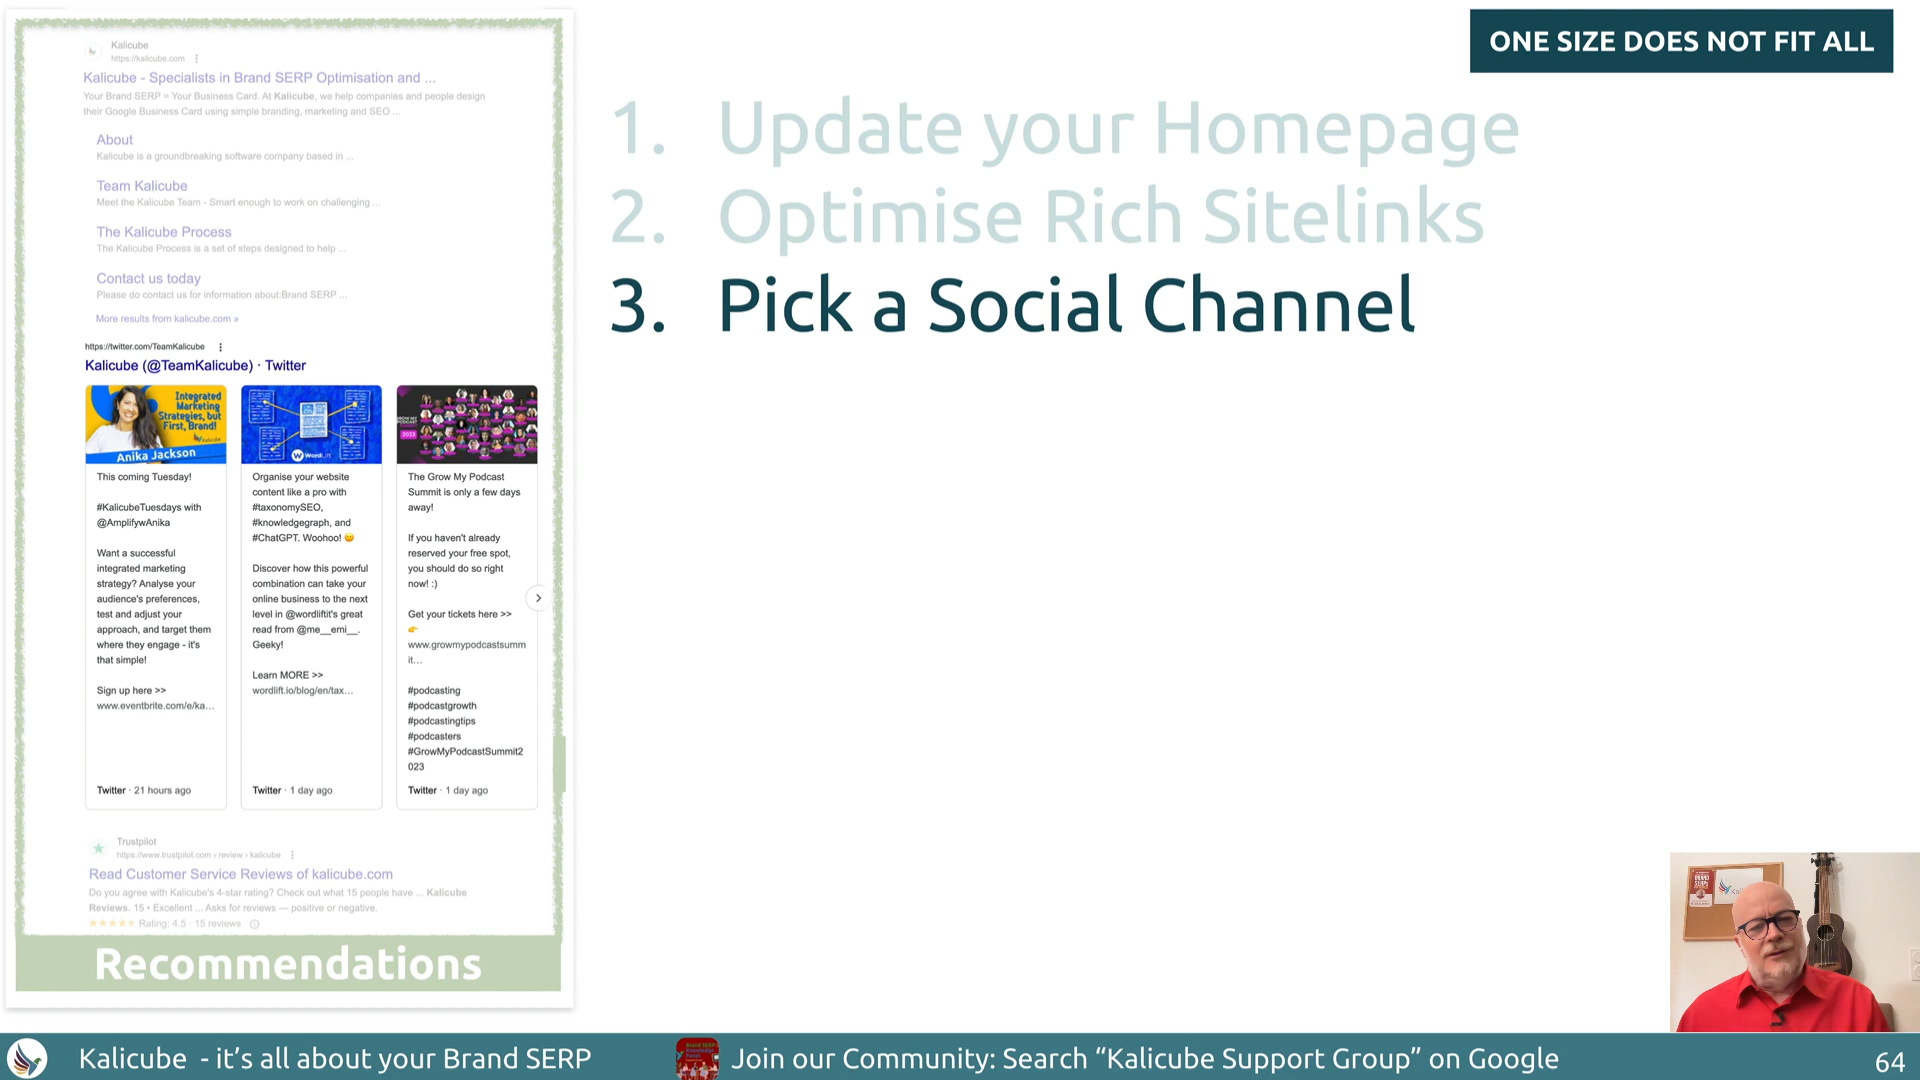 Kalicube
https://kalicube.com
Kalicube - Specialists in Brand SERP Optimisation and ...
Your Brand SERP = Your Business Card. At Kalicube, we help companies and people design
their Google Business Card using simple branding, marketing and SEO ...
About
Kalicube is a groundbreaking software company based in ...
Team Kalicube
Meet the Kalicube Team - Smart enough to work on challenging ...
The Kalicube Process
The Kalicube Process is a set of steps designed to help ...
Contact us today
Please do contact us for information about:Brand SERP ...
More results from kalicube.com »
https://twitter.com/TeamKalicube
Kalicube (@TeamKalicube) · Twitter
Integrated
Marketing
Strategies, but
First, Brand!
Kalicube
Anika Jackson
This coming Tuesday!
#KalicubeTuesdays with
@AmplifywAnika
Want a successful
integrated marketing
strategy? Analyse your
audience's preferences,
test and adjust your
approach, and target them
where they engage - it's
that simple!
Sign up here >>
www.eventbrite.com/e/ka...
Twitter · 21 hours ago
WordLift
Organise your website
content like a pro with
#taxonomySEO,
#knowledgegraph, and
#ChatGPT. Woohoo! 😀
Discover how this powerful
combination can take your
online business to the next
level in @wordliftit's great
read from @me__emi__.
Geeky!
Learn MORE >>
wordlift.io/blog/en/tax...
Twitter · 1 day ago
GROW MY
PODCAST
2023
The Grow My Podcast
Summit is only a few days
away!
If you haven't already
reserved your free spot,
you should do so right
now! :)
Get your tickets here >>
👉
www.growmypodcastsumm
it...
#podcasting
#podcastgrowth
#podcastingtips
#podcasters
#GrowMyPodcastSummit2
023
Twitter · 1 day ago
Trustpilot
https://www.trustpilot.com › review › kalicube
Read Customer Service Reviews of kalicube.com
Do you agree with Kalicube's 4-star rating? Check out what 15 people have ... Kalicube
Reviews. 15 • Excellent ... Asks for reviews — positive or negative.
Rating: 4.5 · 15 reviews
Recommendations
ONE SIZE DOES NOT FIT ALL
1. Update your Homepage
2. Optimise Rich Sitelinks
3. Pick a Social Channel
Kalicube - it's all about your Brand SERP
Join our Community: Search “Kalicube Support Group” on Google
64